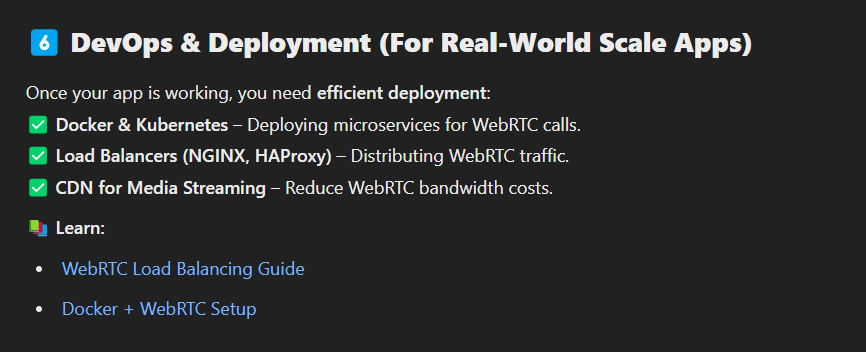 6 DevOps & Deployment (For Real-World Scale Apps)
Once your app is working, you need efficient deployment:
✅ Docker & Kubernetes – Deploying microservices for WebRTC calls.
✅ Load Balancers (NGINX, HAProxy) – Distributing WebRTC traffic.
✅ CDN for Media Streaming – Reduce WebRTC bandwidth costs.
📚 Learn:
• WebRTC Load Balancing Guide
• Docker + WebRTC Setup